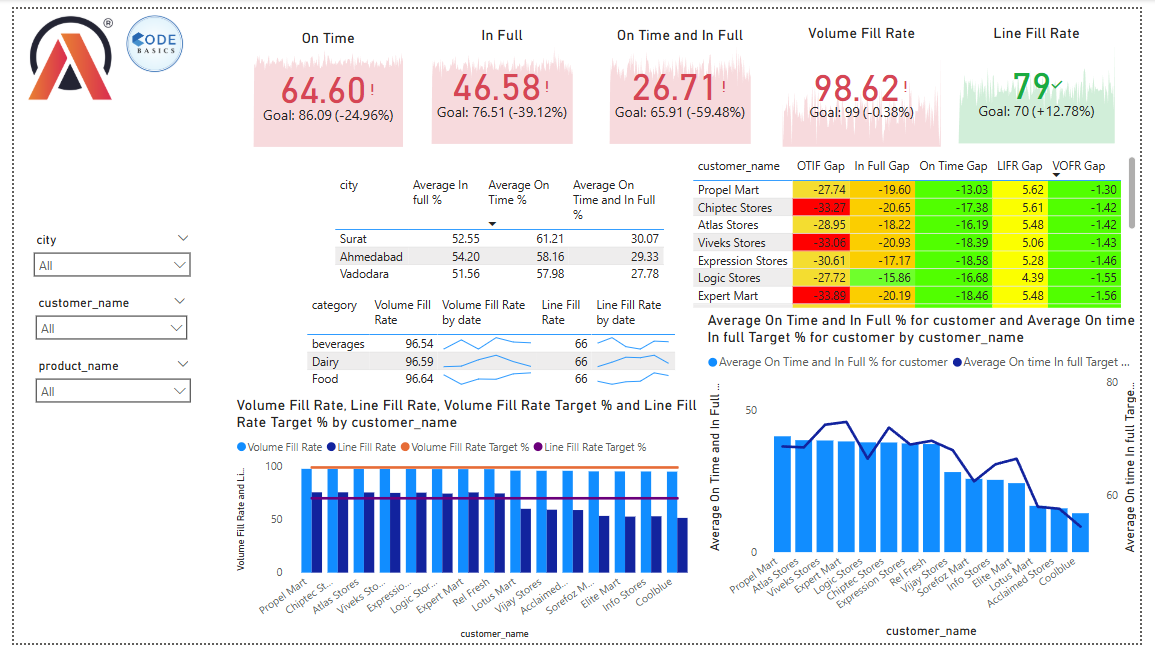 ®
CODE
BASICS
On Time
64.60!
Goal: 86.09 (-24.96%)
In Full
46.58!
Goal: 76.51 (-39.12%)
On Time and In Full
26.71!
Goal: 65.91 (-59.48%)
Volume Fill Rate
98.62!
Goal: 99 (-0.38%)
Line Fill Rate
79✓
Goal: 70 (+12.78%)
city
All
customer_name
All
product_name
All
city Average In full % Average On Time % Average On Time and In Full %
Surat 52.55 61.21 30.07
Ahmedabad 54.20 58.16 29.33
Vadodara 51.56 57.98 27.78
category Volume Fill Rate Volume Fill Rate by date Line Fill Rate Line Fill Rate by date
beverages 96.54 66
Dairy 96.59 66
Food 96.64 66
customer_name OTIF Gap In Full Gap On Time Gap LIFR Gap VOFR Gap
Propel Mart -27.74 -19.60 -13.03 5.62 -1.30
Chiptec Stores -33.27 -20.65 -17.38 5.61 -1.42
Atlas Stores -28.95 -18.22 -16.19 5.48 -1.42
Viveks Stores -33.06 -20.93 -18.39 5.06 -1.43
Expression Stores -30.61 -17.17 -18.58 5.28 -1.46
Logic Stores -27.72 -15.86 -16.68 4.39 -1.55
Expert Mart -33.89 -20.19 -18.46 5.48 -1.56
Volume Fill Rate, Line Fill Rate, Volume Fill Rate Target % and Line Fill
Rate Target % by customer_name
Volume Fill Rate Line Fill Rate Volume Fill Rate Target % Line Fill Rate Target %
Volume Fill Rate and Li...
100
50
0
Propel Mart
Chiptec St...
Atlas Stores
Viveks Sto...
Expressio...
Logic Stor...
Expert Mart
Rel Fresh
Lotus Mart
Vijay Stores
Acclaimed...
Sorefoz M...
Elite Mart
Info Stores
Coolblue
customer_name
Average On Time and In Full % for customer and Average On time
In full Target % for customer by customer_name
Average On Time and In Full % for customer Average On time In full Target ...
Average On Time and In Full ...
50
0
80
60
Average On time In full Targe...
Propel Mart
Atlas Stores
Viveks Stores
Expert Mart
Logic Stores
Chiptec Stores
Expression Stores
Rel Fresh
Vijay Stores
Sorefoz Mart
Info Stores
Elite Mart
Lotus Mart
Acclaimed Stores
Coolblue
customer_name